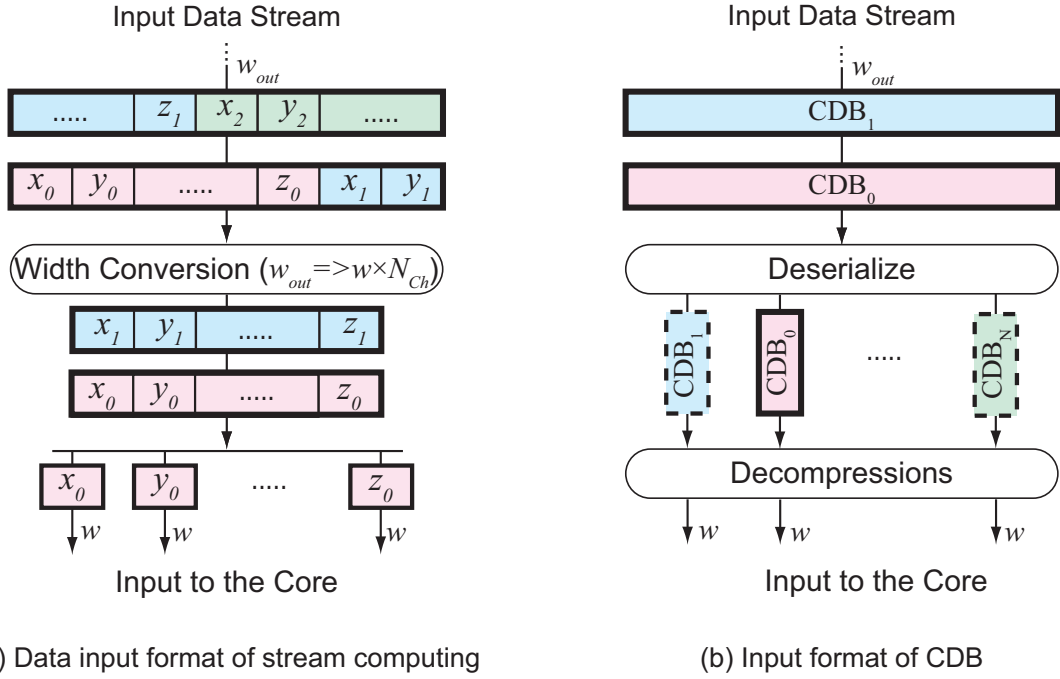 Input Data Stream
w_out
..... z_1 x_2 y_2 .....
x_0 y_0 ..... z_0 x_1 y_1
Width Conversion (w_out=>w×N_Ch)
x_1 y_1 ..... z_1
x_0 y_0 ..... z_0
x_0 y_0 ..... z_0
w w w
Input to the Core
) Data input format of stream computing
Input Data Stream
w_out
CDB_1
CDB_0
Deserialize
CDB_1 CDB_0 ..... CDB_N
Decompressions
w w w
Input to the Core
(b) Input format of CDB